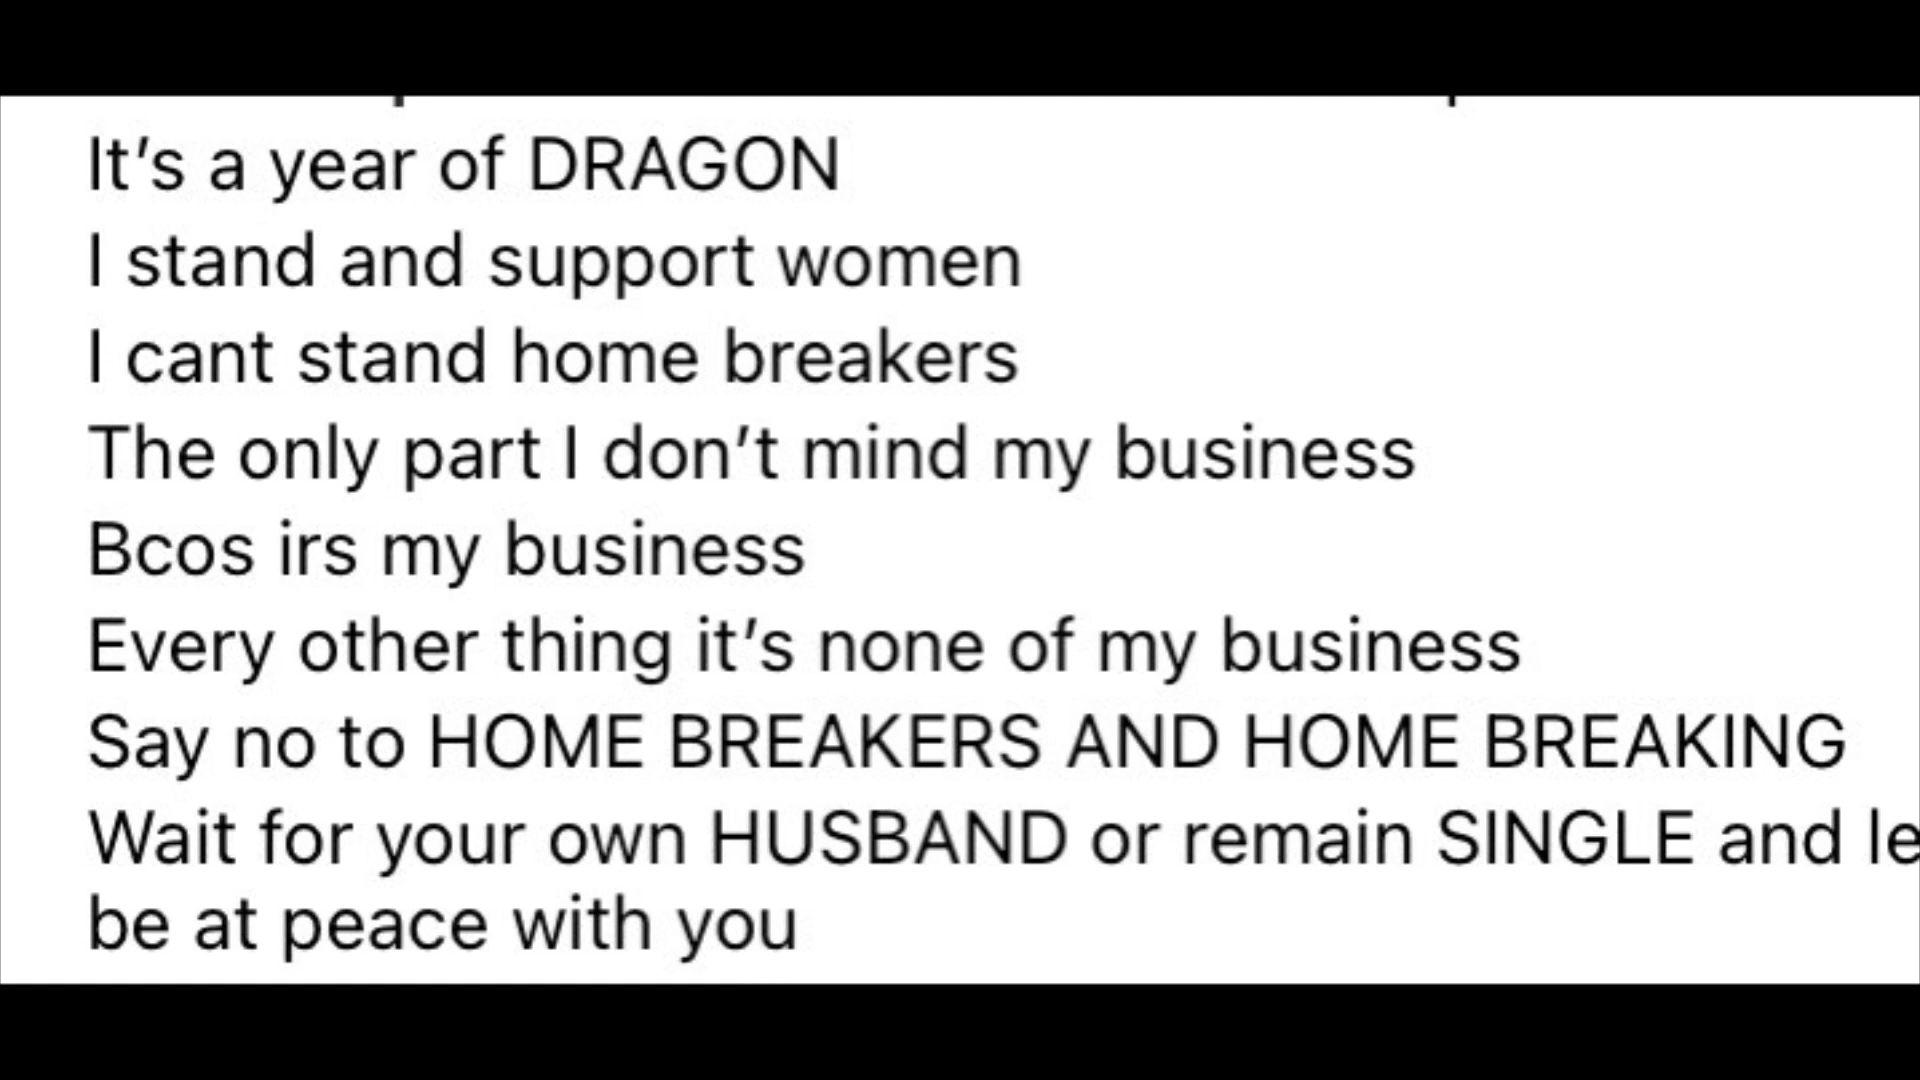 It’s a year of DRAGON
I stand and support women
I cant stand home breakers
The only part I don’t mind my business
Bcos irs my business
Every other thing it’s none of my business
Say no to HOME BREAKERS AND HOME BREAKING
Wait for your own HUSBAND or remain SINGLE and
be at peace with you